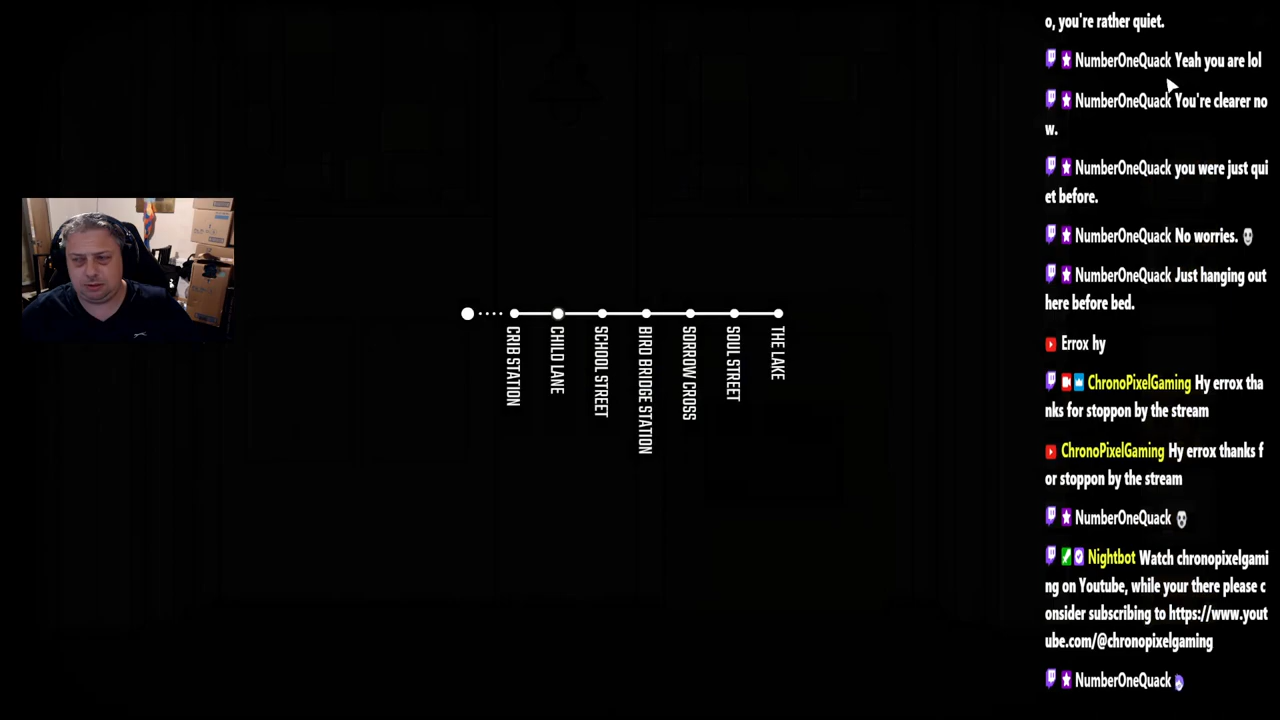 CRIB STATION
CHILD LANE
SCHOOL STREET
BIRD BRIDGE STATION
SORROW CROSS
SOUL STREET
THE LAKE
o, you're rather quiet.
NumberOneQuack Yeah you are lol
NumberOneQuack You're clearer no
w.
NumberOneQuack you were just qui
et before.
NumberOneQuack No worries.
NumberOneQuack Just hanging out
here before bed.
Errox hy
ChronoPixelGaming Hy errox tha
nks for stoppon by the stream
ChronoPixelGaming Hy errox thanks f
or stoppon by the stream
NumberOneQuack
Nightbot Watch chronopixelgami
ng on Youtube, while your there please c
onsider subscribing to https://www.yout
ube.com/@chronopixelgaming
NumberOneQuack